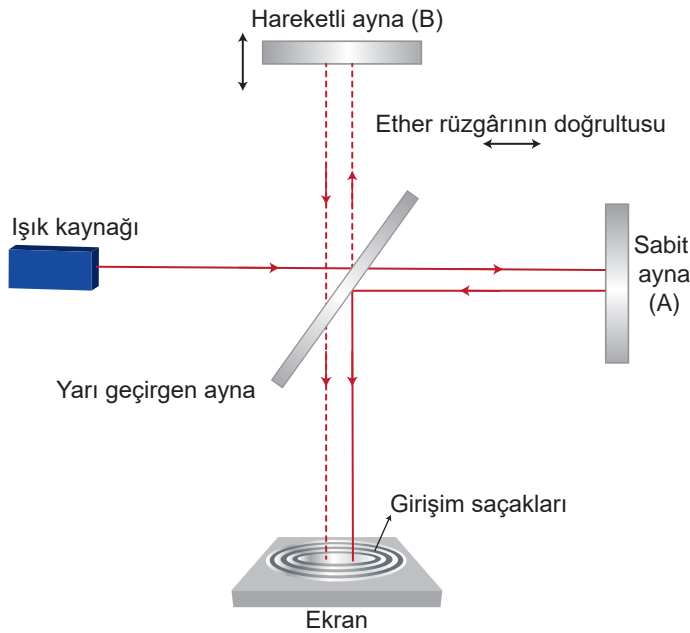 Hareketli ayna (B)
Ether rüzgârının doğrultusu
Işık kaynağı
Sabit
ayna
(A)
Yarı geçirgen ayna
Girişim saçakları
Ekran